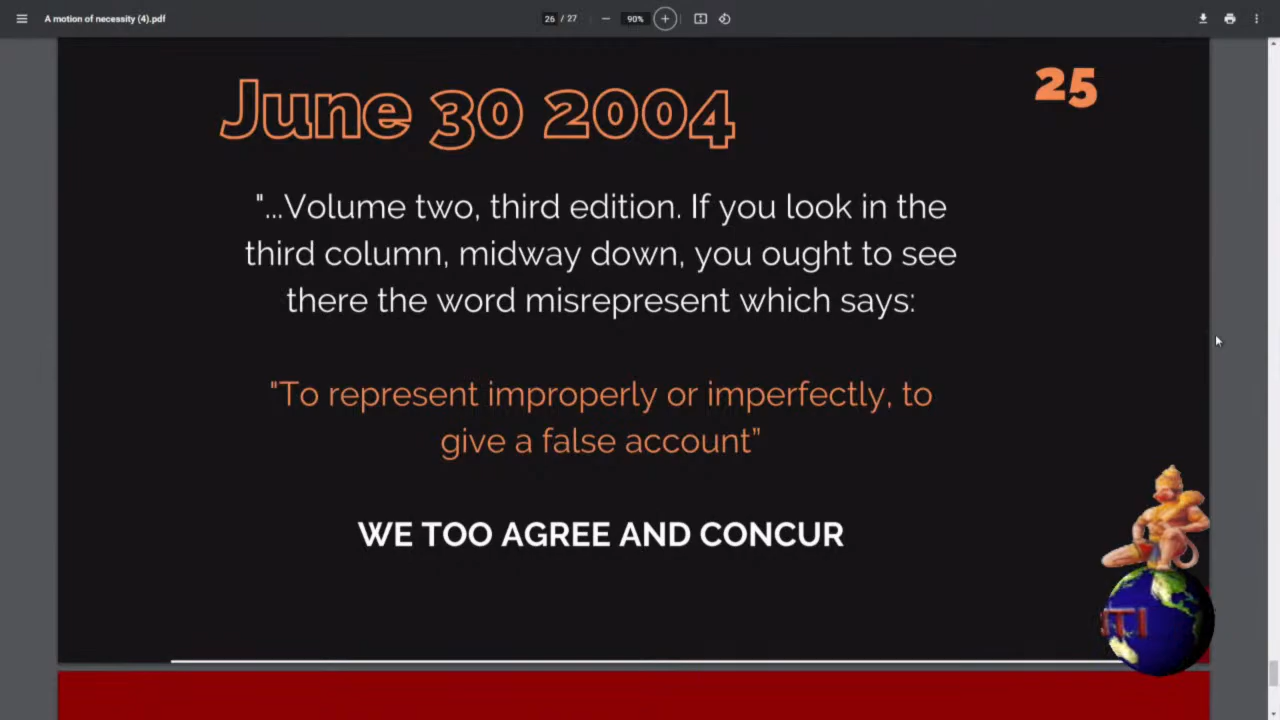 A motion of necessity (4).pdf
26 / 27
90%
June 30 2004
25
"...Volume two, third edition. If you look in the
third column, midway down, you ought to see
there the word misrepresent which says:
"To represent improperly or imperfectly, to
give a false account”
WE TOO AGREE AND CONCUR